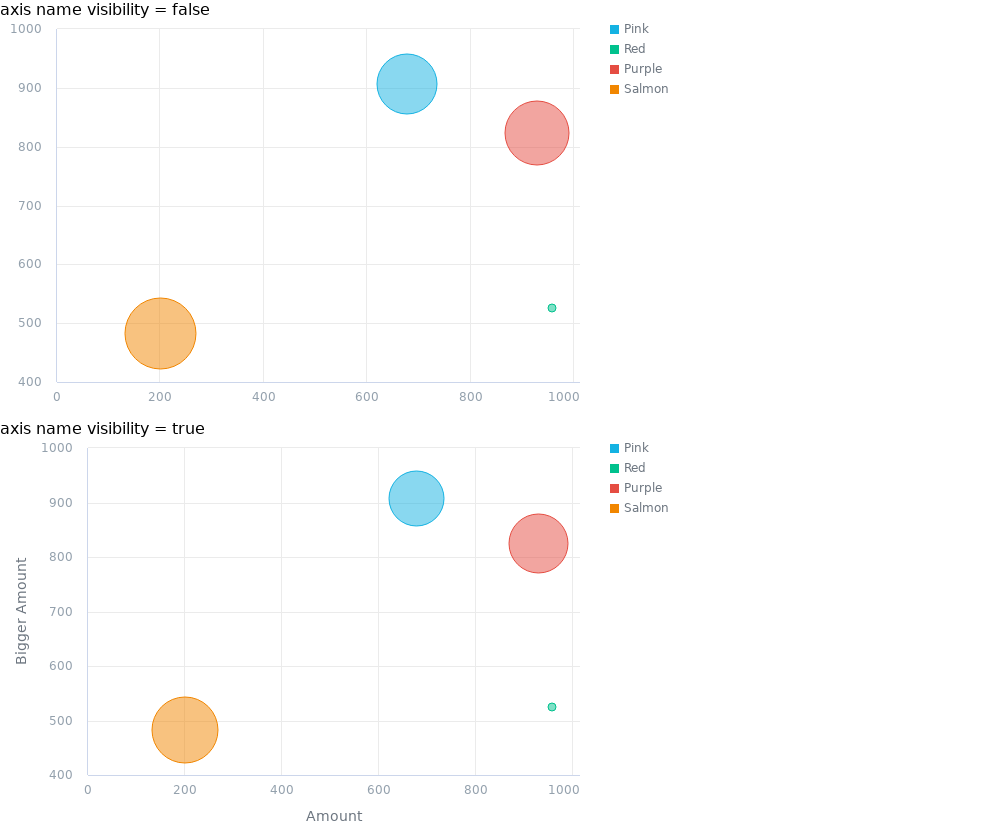 axis name visibility = false
1000
900
800
700
600
500
400
0 200 400 600 800 1000
Pink
Red
Purple
Salmon
axis name visibility = true
1000
900
800
700
600
500
400
Bigger Amount
0 200 400 600 800 1000
Amount
Pink
Red
Purple
Salmon